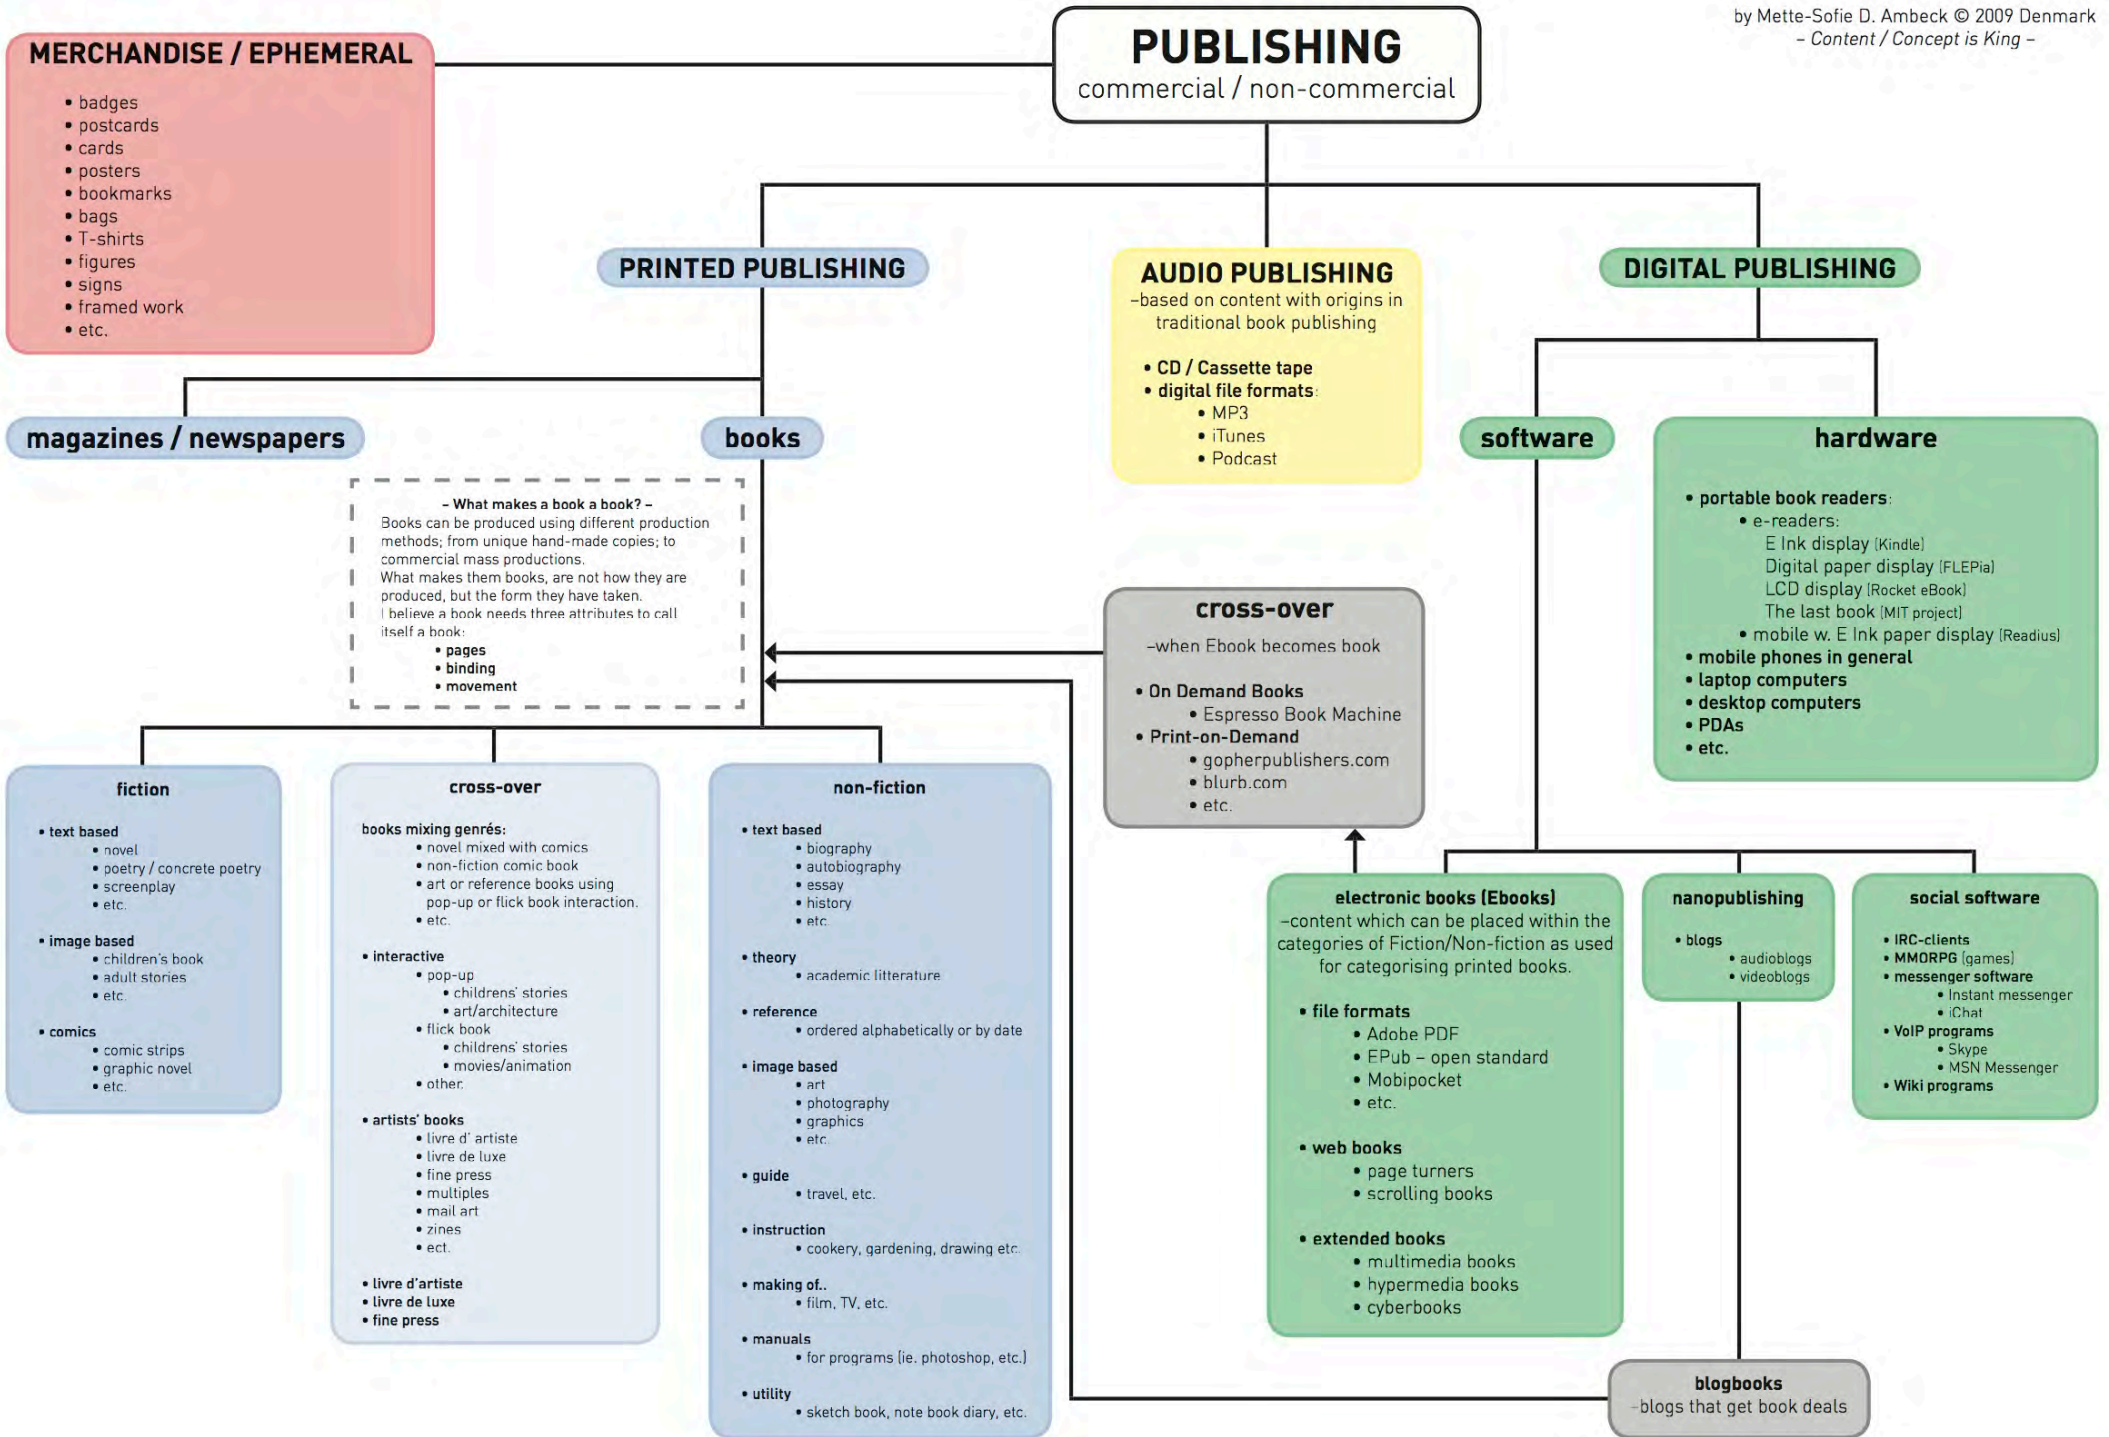 by Mette-Sofie D. Ambeck © 2009 Denmark
– Content / Concept is King –
PUBLISHING
commercial / non-commercial
MERCHANDISE / EPHEMERAL
• badges
• postcards
• cards
• posters
• bookmarks
• bags
• T-shirts
• figures
• signs
• framed work
• etc.
PRINTED PUBLISHING
AUDIO PUBLISHING
–based on content with origins in
traditional book publishing
• CD / Cassette tape
• digital file formats:
• MP3
• iTunes
• Podcast
DIGITAL PUBLISHING
magazines / newspapers
books
software
hardware
• portable book readers:
• e-readers:
E Ink display (Kindle)
Digital paper display (FLEPia)
LCD display (Rocket eBook)
The last book (MIT project)
• mobile w. E Ink paper display (Readius)
• mobile phones in general
• laptop computers
• desktop computers
• PDAs
• etc.
– What makes a book a book? –
Books can be produced using different production
methods; from unique hand-made copies; to
commercial mass productions.
What makes them books, are not how they are
produced, but the form they have taken.
I believe a book needs three attributes to call
itself a book:
• pages
• binding
• movement
cross-over
–when Ebook becomes book
• On Demand Books
• Espresso Book Machine
• Print-on-Demand
• gopherpublishers.com
• blurb.com
• etc.
fiction
• text based
• novel
• poetry / concrete poetry
• screenplay
• etc.
• image based
• children's book
• adult stories
• etc.
• comics
• comic strips
• graphic novel
• etc.
cross-over
books mixing genrés:
• novel mixed with comics
• non-fiction comic book
• art or reference books using
pop-up or flick book interaction.
• etc.
• interactive
• pop-up
• childrens' stories
• art/architecture
• flick book
• childrens' stories
• movies/animation
• other.
• artists' books
• livre d' artiste
• livre de luxe
• fine press
• multiples
• mail art
• zines
• ect.
• livre d'artiste
• livre de luxe
• fine press
non-fiction
• text based
• biography
• autobiography
• essay
• history
• etc.
• theory
• academic litterature
• reference
• ordered alphabetically or by date
• image based
• art
• photography
• graphics
• etc.
• guide
• travel, etc.
• instruction
• cookery, gardening, drawing etc.
• making of..
• film, TV, etc.
• manuals
• for programs (ie. photoshop, etc.)
• utility
• sketch book, note book diary, etc.
electronic books (Ebooks)
–content which can be placed within the
categories of Fiction/Non-fiction as used
for categorising printed books.
• file formats
• Adobe PDF
• EPub – open standard
• Mobipocket
• etc.
• web books
• page turners
• scrolling books
• extended books
• multimedia books
• hypermedia books
• cyberbooks
nanopublishing
• blogs
• audioblogs
• videoblogs
social software
• IRC-clients
• MMORPG (games)
• messenger software
• Instant messenger
• iChat
• VoIP programs
• Skype
• MSN Messenger
• Wiki programs
blogbooks
–blogs that get book deals